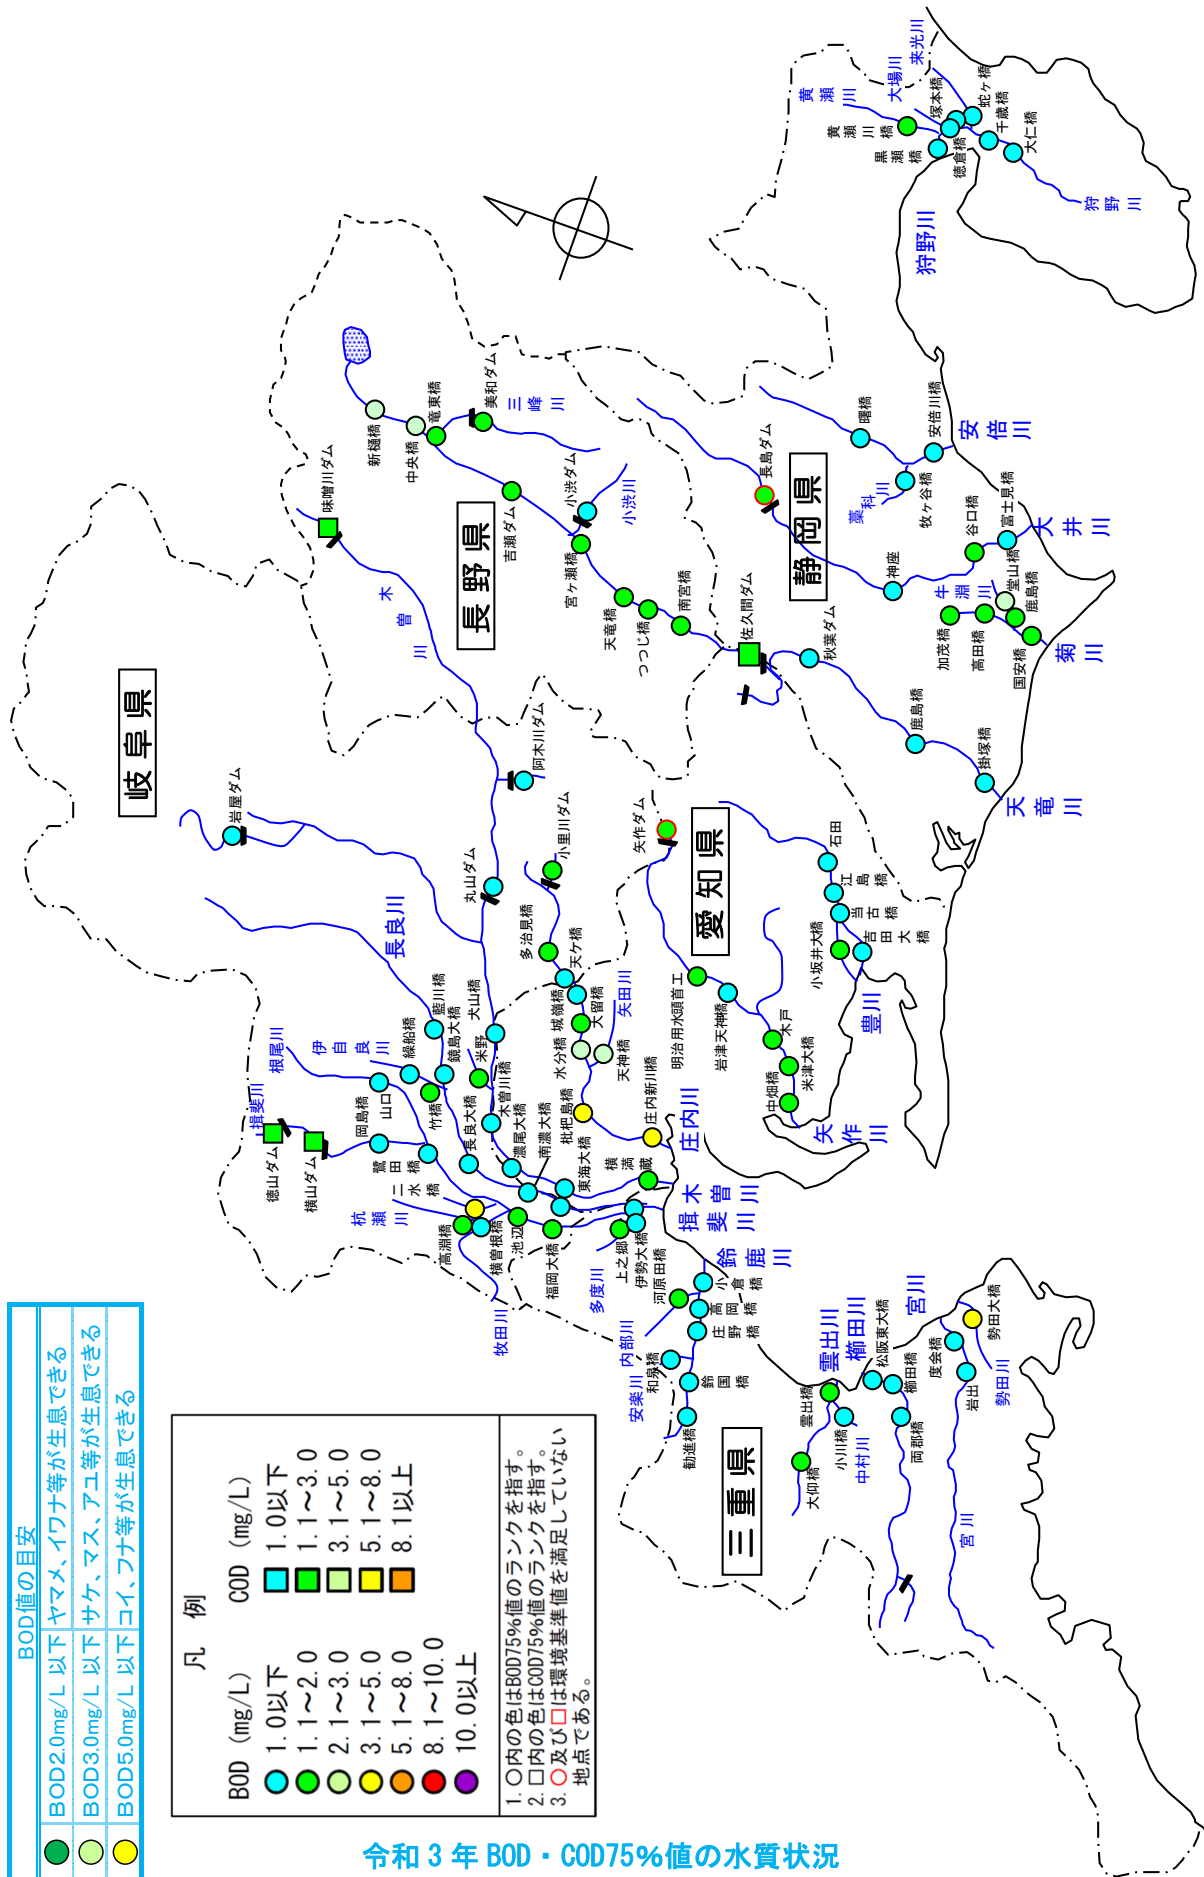 令和3年 BOD・COD75%値の水質状況
BOD値の目安
BOD2.0mg/L 以下 ヤマメ、イワナ等が生息できる
BOD3.0mg/L 以下 サケ、マス、アユ等が生息できる
BOD5.0mg/L 以下 コイ、フナ等が生息できる
凡 例
BOD (mg/L) COD (mg/L)
1.0以下 1.0以下
1.1～2.0 1.1～3.0
2.1～3.0 3.1～5.0
3.1～5.0 5.1～8.0
5.1～8.0 8.1以上
8.1～10.0
10.0以上
1. ○内の色はBOD75%値のランクを指す。
2. □内の色はCOD75%値のランクを指す。
3. ○及び□は環境基準値を満足していない
地点である。
岐阜県
長野県
静岡県
愛知県
三重県
狩野川
黄瀬川
大場川
来光川
狩野川
黄瀬川橋
黒瀬橋
塚本橋
徳倉橋
蛇ヶ橋
千歳橋
大仁橋
安倍川
藁科川
曙橋
安倍川橋
牧ヶ谷橋
大井川
長島ダム
神座
谷口橋
富士見橋
菊川
牛淵川
加茂橋
高田橋
国安橋
堂山橋
鹿島橋
天竜川
新樋橋
中央橋
竜東橋
美和ダム
三峰川
吉瀬ダム
小渋ダム
小渋川
宮ヶ瀬橋
天竜橋
つつじ橋
南宮橋
佐久間ダム
秋葉ダム
鹿島橋
掛塚橋
豊川
石田
江島橋
当古橋
吉田大橋
小坂井大橋
矢作川
矢作ダム
明治用水頭首工
岩津天神橋
木戸
米津大橋
中畑橋
庄内川
小里川ダム
多治見橋
天ケ橋
城嶺橋
大留橋
水分橋
天神橋
矢田川
枇杷島橋
庄内新川橋
木曽川
木曽川
味噌川ダム
阿木川ダム
岩屋ダム
丸山ダム
犬山橋
米野
木曽川橋
濃尾大橋
東海大橋
横満蔵
長良川
藍川橋
鏡島大橋
伊自良川
繰船橋
竹橋
長良大橋
南濃大橋
伊勢大橋
揖斐川
揖斐川
根尾川
徳山ダム
横山ダム
岡島橋
山口
鷺田橋
二水橋
杭瀬川
高淵橋
横曽根橋
池辺
福岡大橋
牧田川
多度川
上之郷
鈴鹿川
内部川
河原田橋
小倉橋
高岡橋
庄野橋
安楽川
和泉橋
鈴国橋
勧進橋
雲出川
雲出橋
大仰橋
小川橋
中村川
櫛田川
松阪東大橋
櫛田橋
両郡橋
宮川
宮川
度会橋
岩出
勢田大橋
勢田川